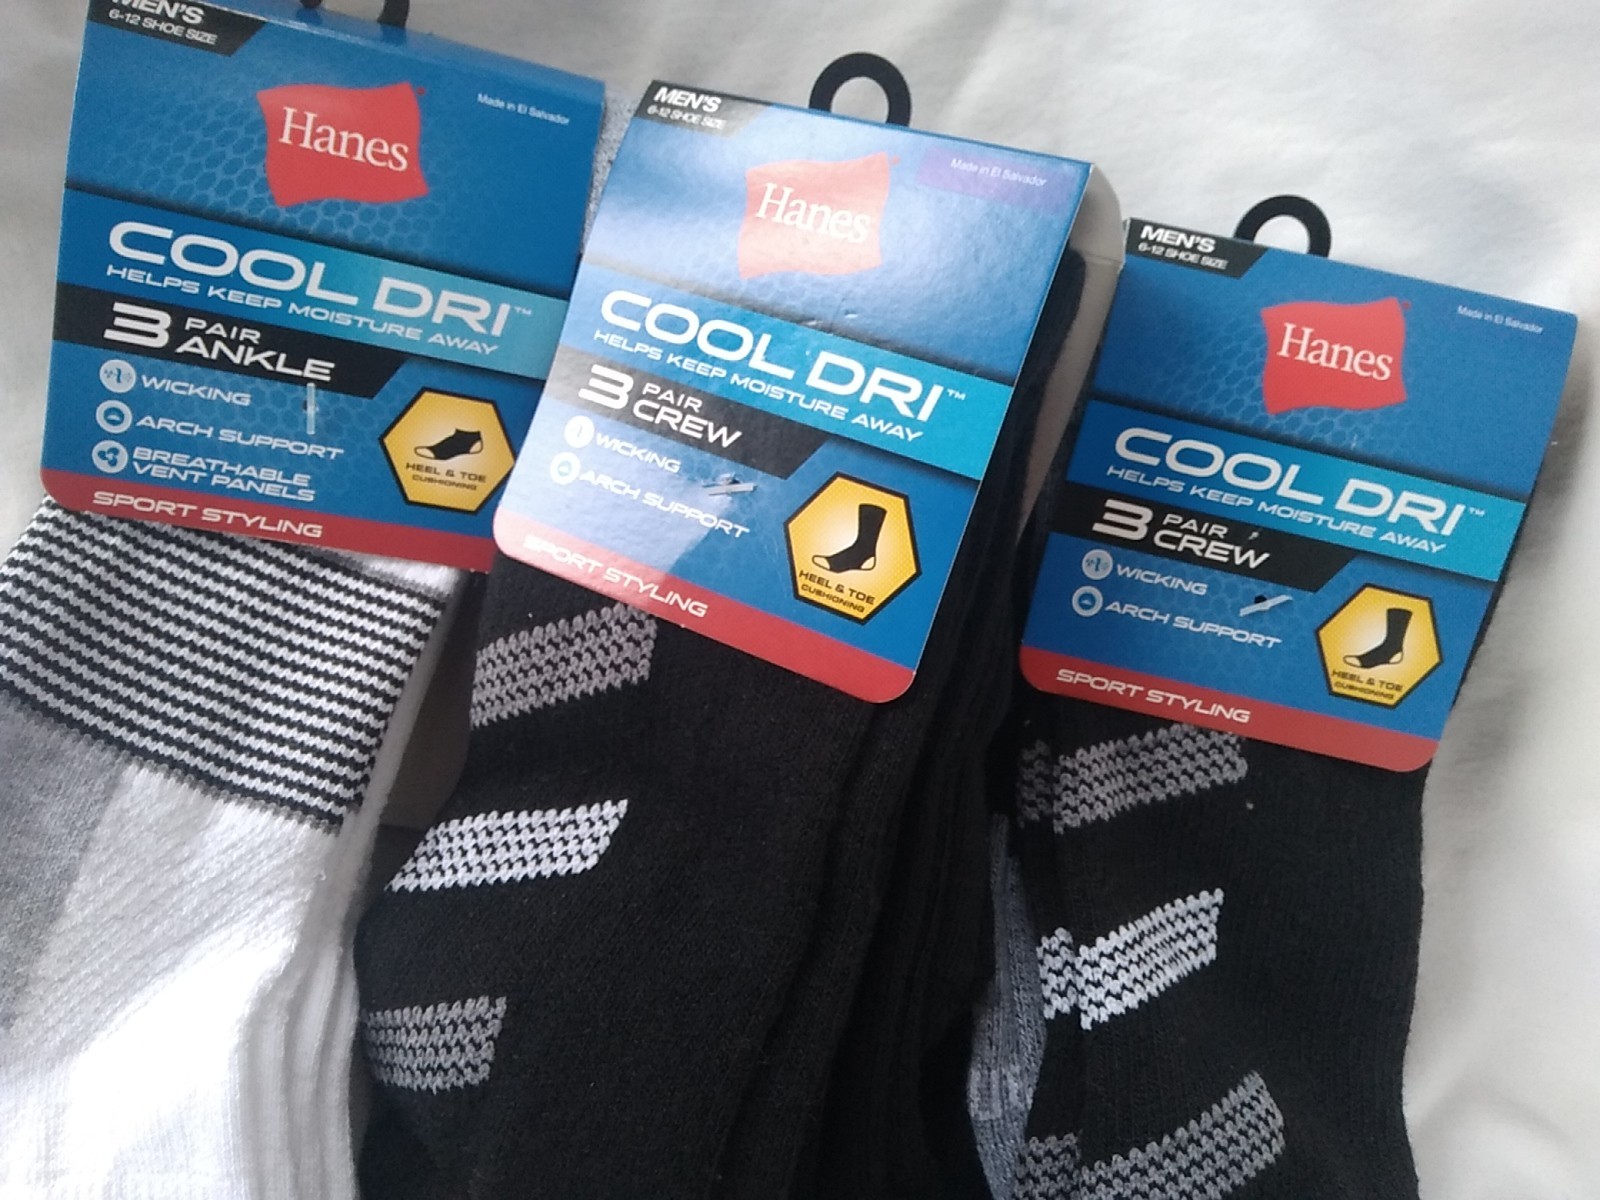 MEN'S
6-12 SHOE SIZE
Hanes
Made in El Salvador
COOL DRI™
HELPS KEEP MOISTURE AWAY
3 PAIR
ANKLE
WICKING
ARCH SUPPORT
BREATHABLE
VENT PANELS
HEEL & TOE
CUSHIONING
SPORT STYLING
MEN'S
6-12 SHOE SIZE
Hanes
Made in El Salvador
COOL DRI™
HELPS KEEP MOISTURE AWAY
3 PAIR
CREW
WICKING
ARCH SUPPORT
HEEL & TOE
CUSHIONING
SPORT STYLING
MEN'S
6-12 SHOE SIZE
Hanes
Made in El Salvador
COOL DRI™
HELPS KEEP MOISTURE AWAY
3 PAIR
CREW
WICKING
ARCH SUPPORT
HEEL & TOE
CUSHIONING
SPORT STYLING